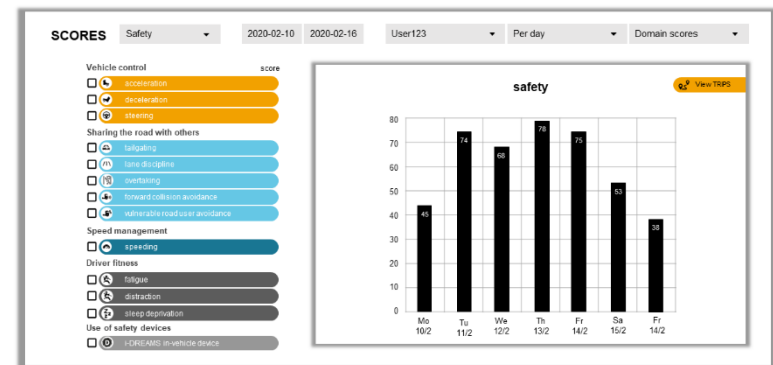 SCORES Safety 2020-02-10 2020-02-16 User123 Per day Domain scores
Vehicle control score
acceleration
deceleration
steering
Sharing the road with others
tailgating
lane discipline
overtaking
forward collision avoidance
vulnerable road user avoidance
Speed management
speeding
Driver fitness
fatigue
distraction
sleep deprivation
Use of safety devices
i-DREAMS in-vehicle device
safety
View TRIPS
80
70
60
50
40
30
20
10
0
45
74
68
78
75
53
38
Mo Tu We Th Fr Sa Fr
10/2 11/2 12/2 13/2 14/2 15/2 14/2